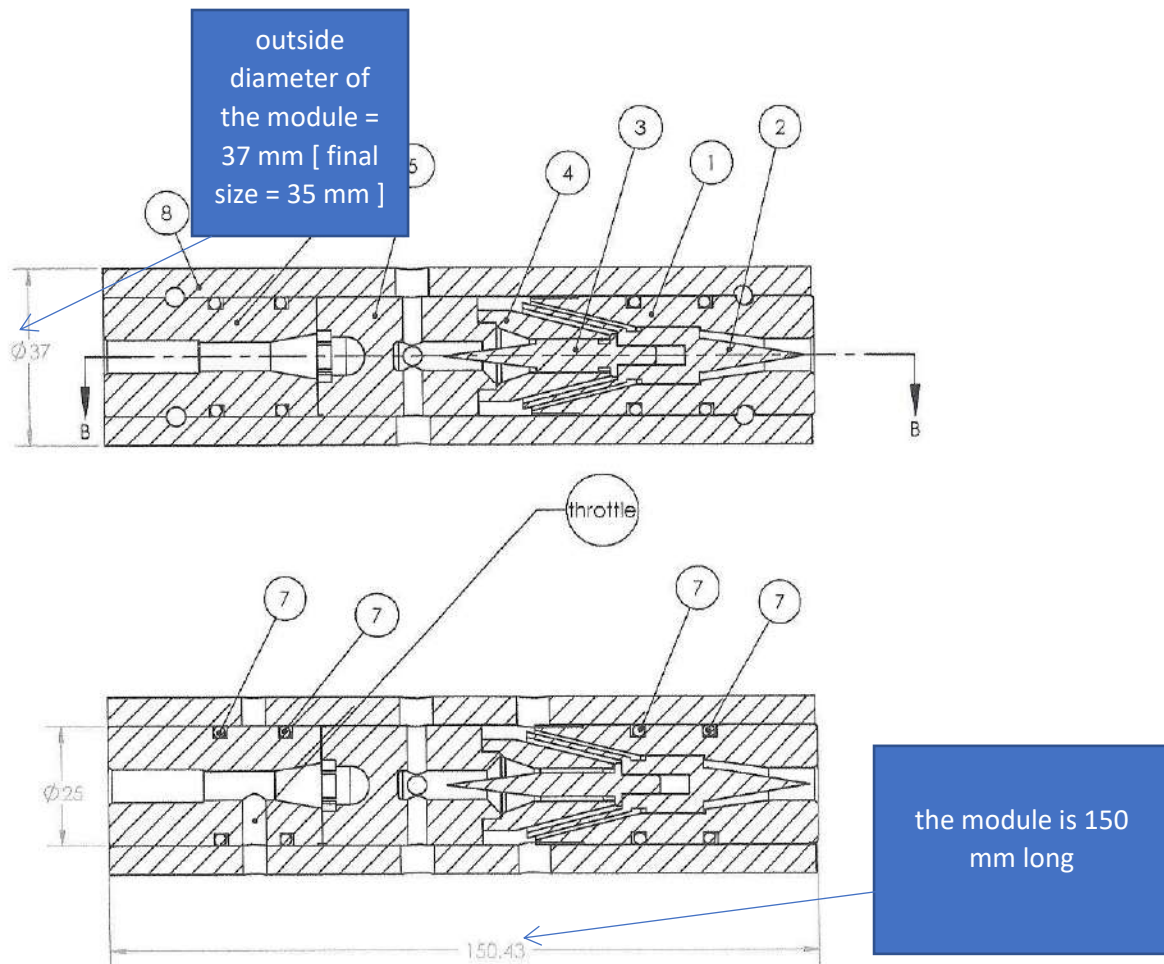 outside
diameter of
the module =
37 mm [ final
size = 35 mm ]
3
2
5
1
4
8
Ø37
B
B
throttle
7
7
7
7
Ø25
the module is 150
mm long
150.43